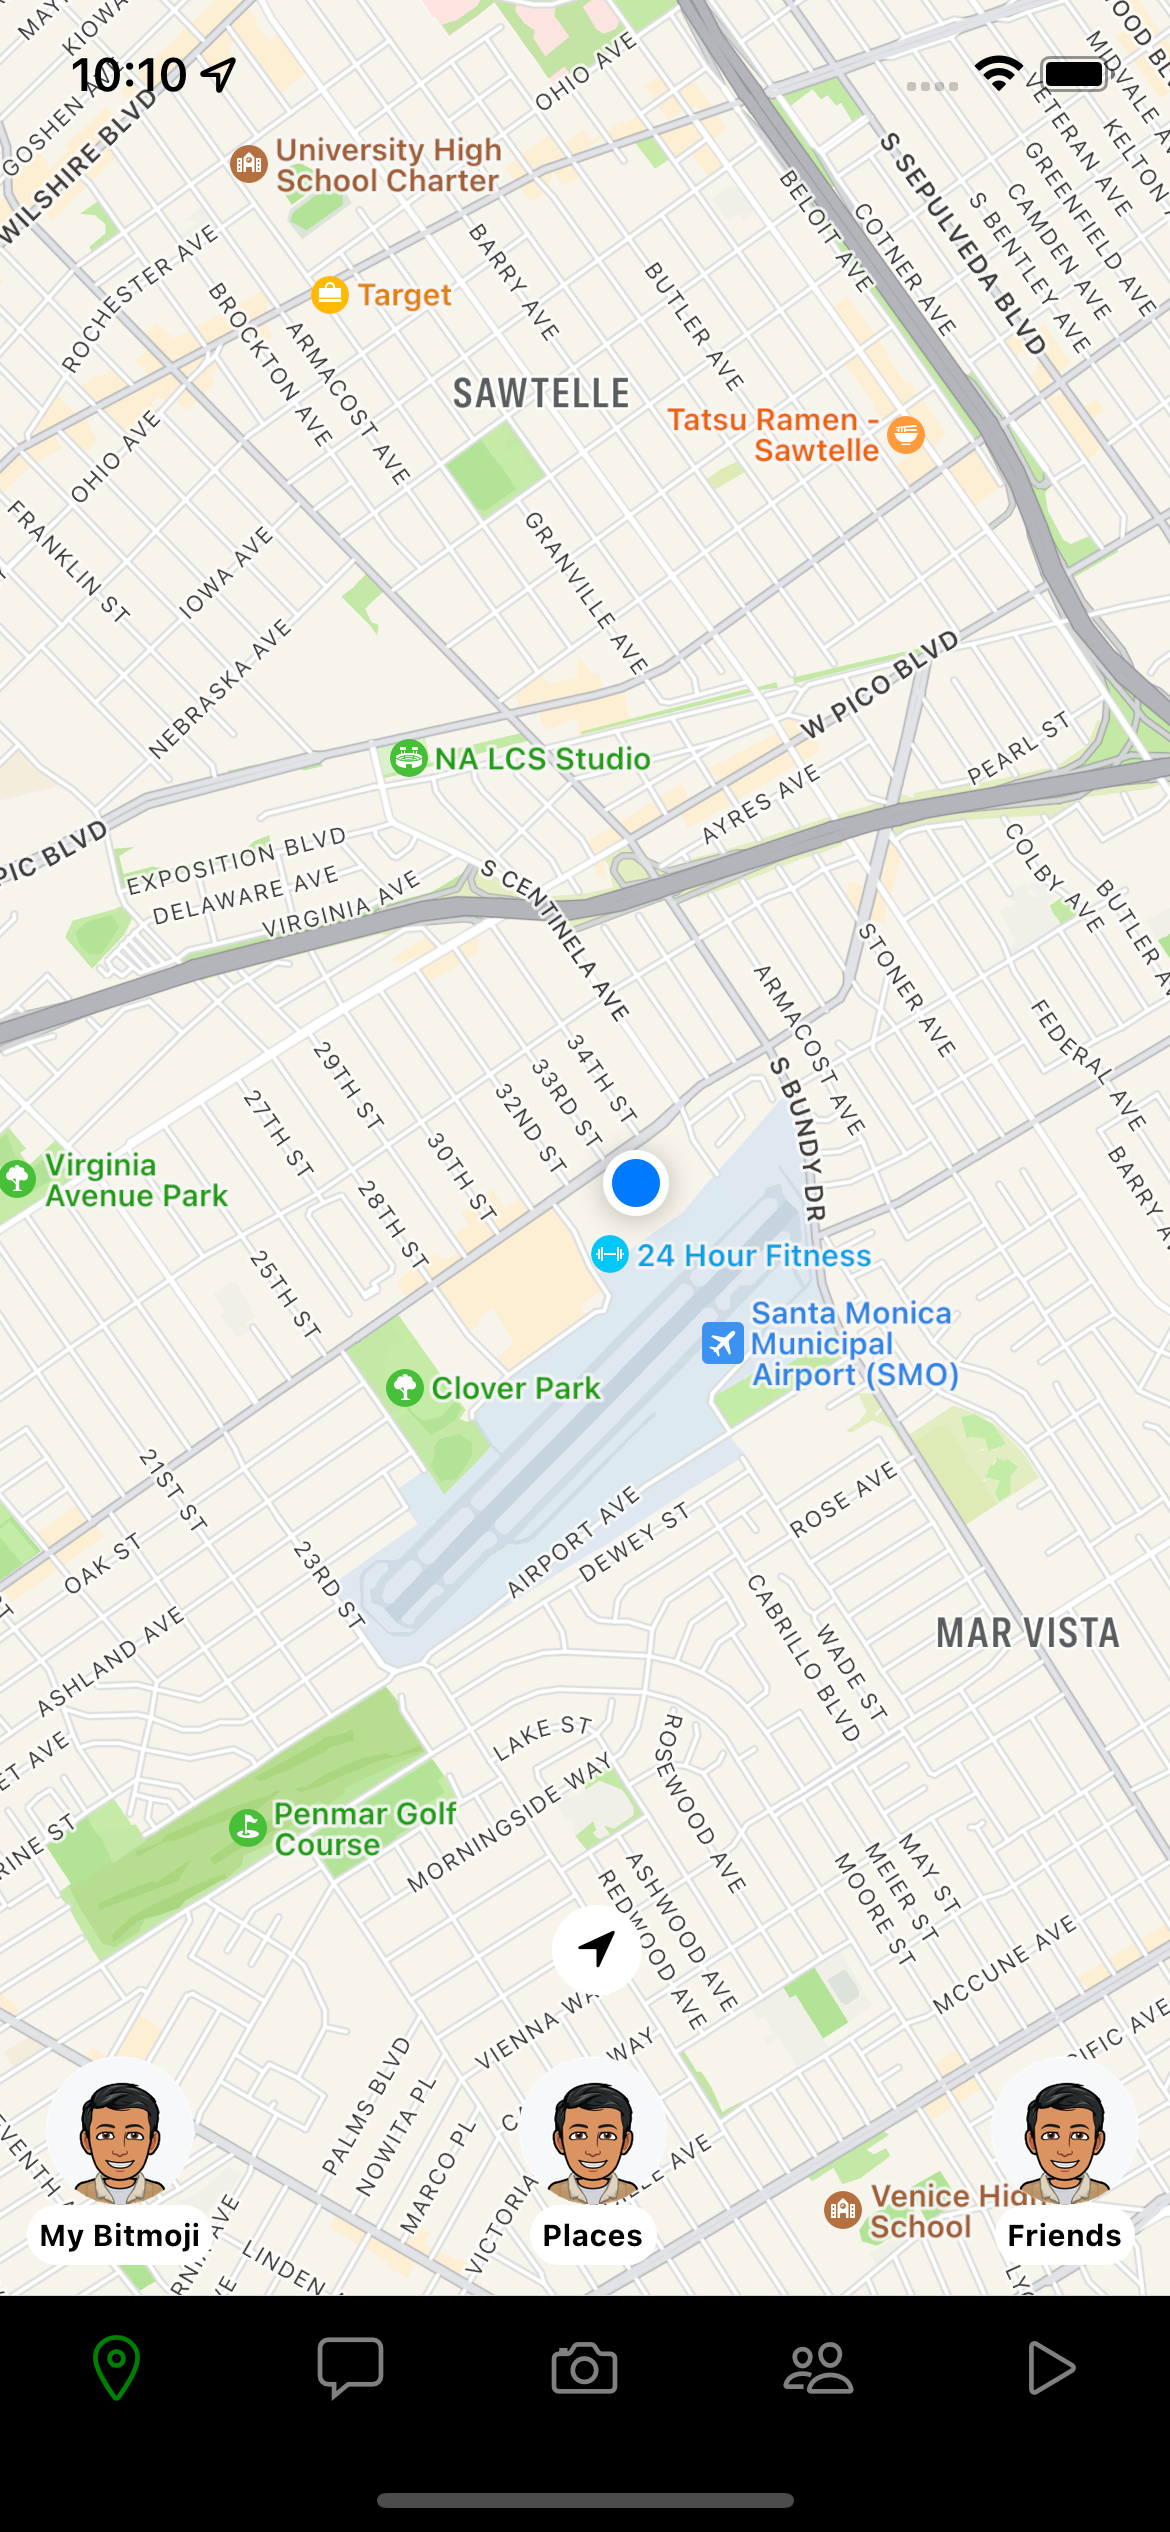 10:10
KIOWA
GOSHEN AVE
WILSHIRE BLVD
OHIO AVE
MIDVALE AVE
VETERAN AVE
KELTON
GREENFIELD AVE
CAMDEN AVE
S BENTLEY AVE
S SEPULVEDA BLVD
COTNER AVE
BELOIT AVE
University High
School Charter
ROCHESTER AVE
BARRY AVE
BUTLER AVE
Target
BROCKTON AVE
ARMACOST AVE
SAWTELLE
Tatsu Ramen -
Sawtelle
OHIO AVE
FRANKLIN ST
IOWA AVE
GRANVILLE AVE
NEBRASKA AVE
W PICO BLVD
PEARL ST
NA LCS Studio
AYRES AVE
PIC BLVD
EXPOSITION BLVD
DELAWARE AVE
VIRGINIA AVE
S CENTINELA AVE
COLBY AVE
BUTLER AV
STONER AVE
ARMACOST AVE
FEDERAL AVE
S BUNDY DR
BARRY A
34TH ST
33RD ST
32ND ST
29TH ST
27TH ST
30TH ST
28TH ST
25TH ST
Virginia
Avenue Park
24 Hour Fitness
Santa Monica
Municipal
Airport (SMO)
Clover Park
21ST ST
OAK ST
23RD ST
AIRPORT AVE
DEWEY ST
ROSE AVE
ASHLAND AVE
CABRILLO BLVD
WADE ST
MAR VISTA
ET AVE
LAKE ST
ROSEWOOD AVE
MORNINGSIDE WAY
Penmar Golf
Course
RINE ST
ASHWOOD AVE
REDWOOD AVE
MAY ST
MEIER ST
MOORE ST
MCCUNE AVE
VIENNA WA
WAY
IFIC AVE
PALMS BLVD
NOWITA PL
MARCO PL
VICTORIA
EVENTH A
LINDEN
Venice High
School
My Bitmoji
Places
Friends